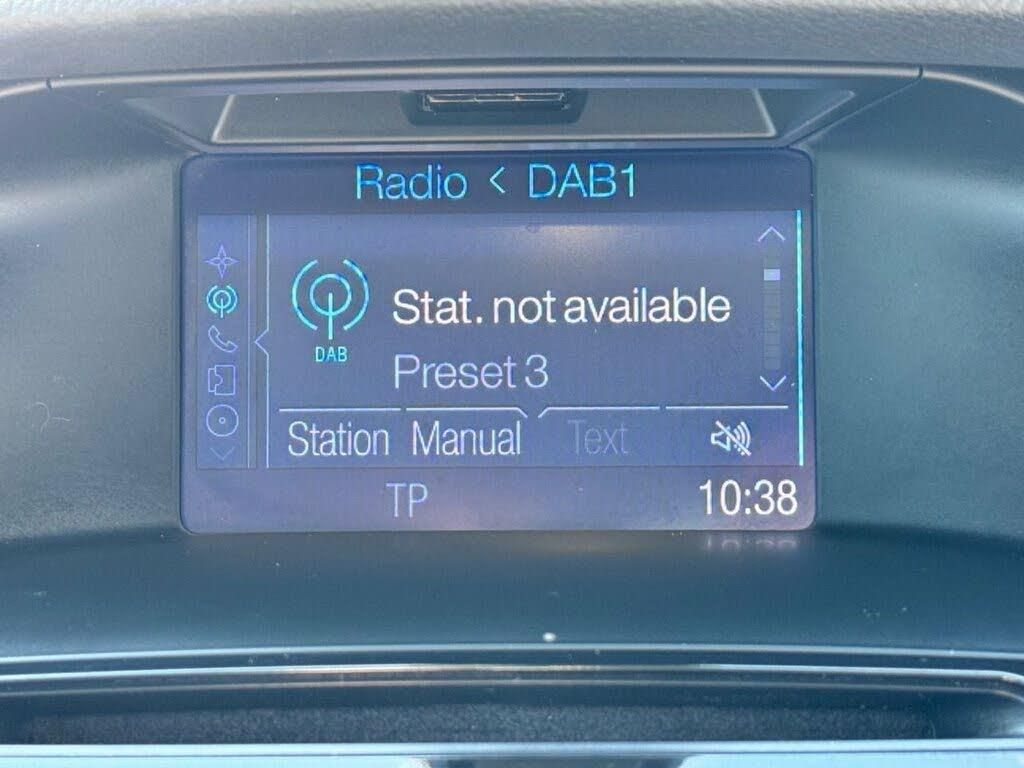 Radio < DAB1
Stat. not available
DAB
Preset 3
Station Manual Text
TP 10:38